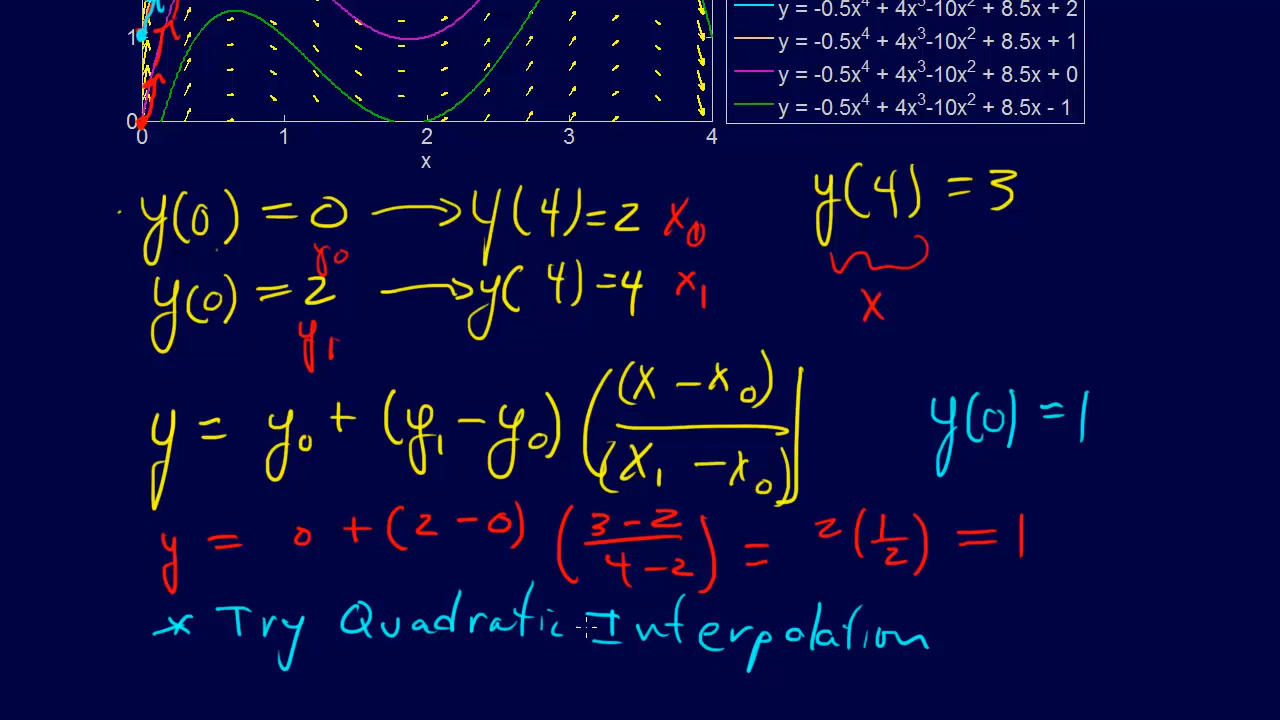 y = -0.5x⁴ + 4x³-10x² + 8.5x + 2
1 y = -0.5x⁴ + 4x³-10x² + 8.5x + 1
y = -0.5x⁴ + 4x³-10x² + 8.5x + 0
0 y = -0.5x⁴ + 4x³-10x² + 8.5x - 1
0 1 2 3 4
x
y(0) = 0 → y(4) = 2 x₀ y(4) = 3
y₀
y(0) = 2 → y(4) = 4 x₁ x
y₁
y = y₀ + (y₁ - y₀) ((x - x₀) / (x₁ - x₀)) y(0) = 1
y = 0 + (2 - 0) (3 - 2 / 4 - 2) = 2(1/2) = 1
* Try Quadratic Interpolation